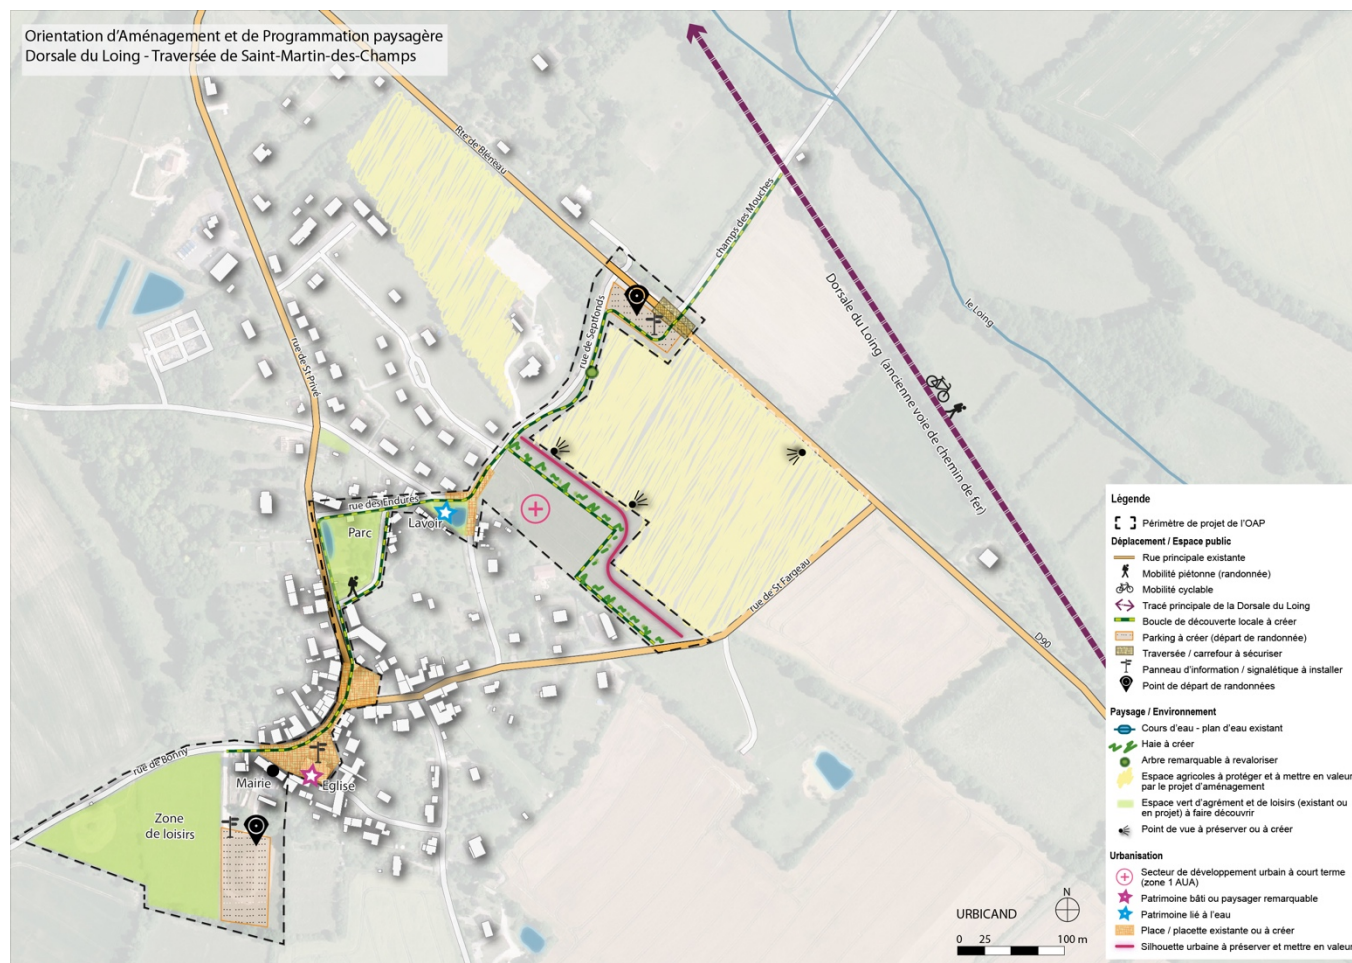 Orientation d'Aménagement et de Programmation paysagère
Dorsale du Loing - Traversée de Saint-Martin-des-Champs
Rte de Bléneau
champs des Mouches
le Loing
Dorsale du Loing (ancienne voie de chemin de fer)
rue de Septfonds
rue de St Privé
rue des Endurés
Lavoir
Parc
rue de St Fargeau
D90
rue de Bonny
Mairie
Eglise
Zone
de loisirs
URBICAND
N
0 25 100 m
Légende
Périmètre de projet de l'OAP
Déplacement / Espace public
Rue principale existante
Mobilité piétonne (randonnée)
Mobilité cyclable
Tracé principale de la Dorsale du Loing
Boucle de découverte locale à créer
Parking à créer (départ de randonnée)
Traversée / carrefour à sécuriser
Panneau d'information / signalétique à installer
Point de départ de randonnées
Paysage / Environnement
Cours d'eau - plan d'eau existant
Haie à créer
Arbre remarquable à revaloriser
Espace agricoles à protéger et à mettre en valeur
par le projet d'aménagement
Espace vert d'agrément et de loisirs (existant ou
en projet) à faire découvrir
Point de vue à préserver ou à créer
Urbanisation
Secteur de développement urbain à court terme
(zone 1 AUA)
Patrimoine bâti ou paysager remarquable
Patrimoine lié à l'eau
Place / placette existante ou à créer
Silhouette urbaine à préserver et mettre en valeur